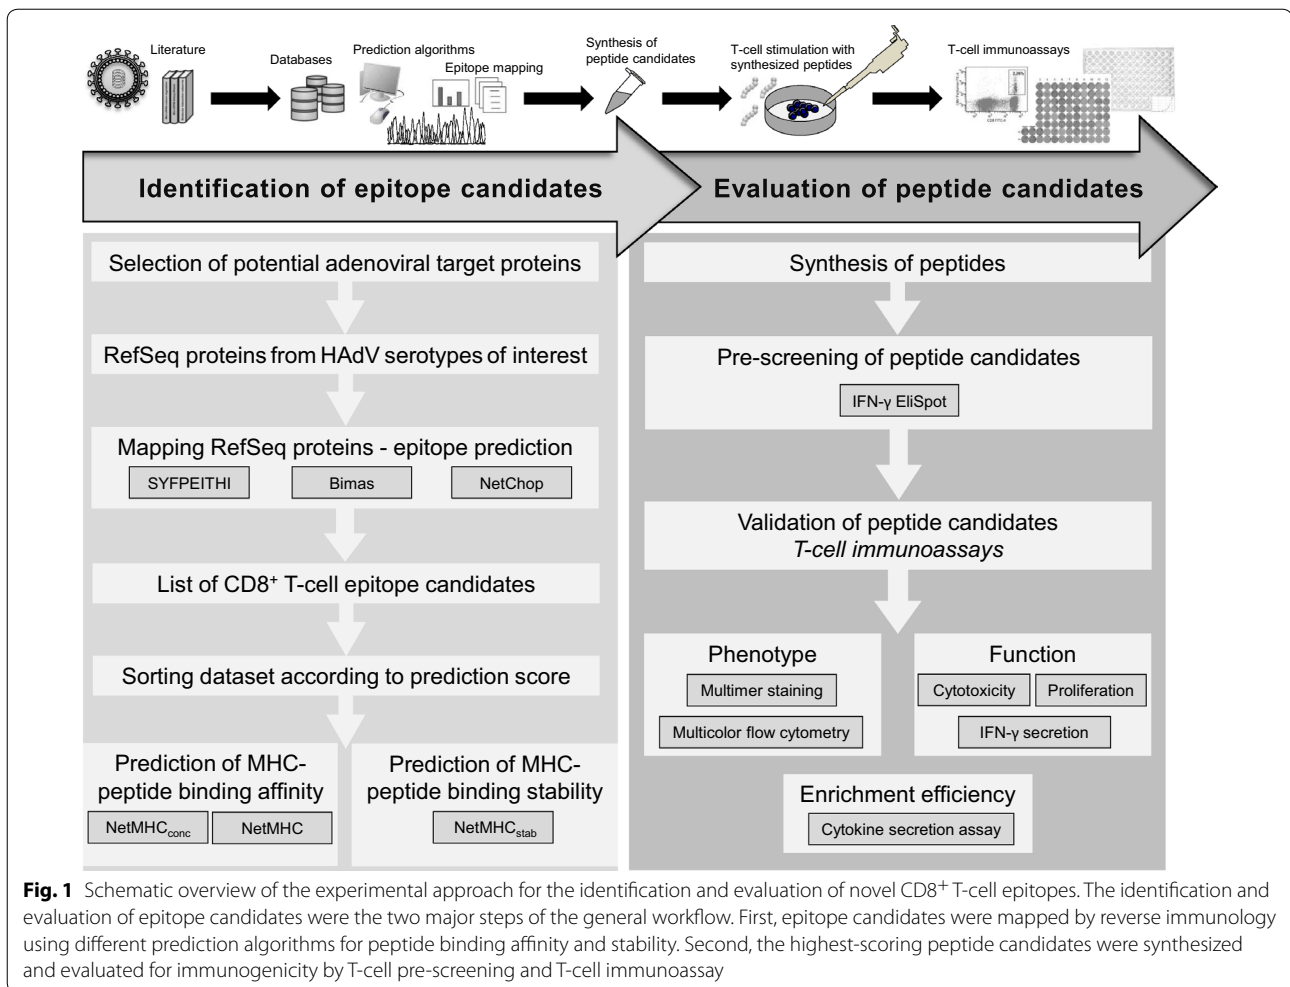 Literature
Databases
Prediction algorithms
Epitope mapping
Synthesis of
peptide candidates
T-cell stimulation with
synthesized peptides
T-cell immunoassays
Identification of epitope candidates
Evaluation of peptide candidates
Selection of potential adenoviral target proteins
RefSeq proteins from HAdV serotypes of interest
Mapping RefSeq proteins - epitope prediction
SYFPEITHI
Bimas
NetChop
List of CD8⁺ T-cell epitope candidates
Sorting dataset according to prediction score
Prediction of MHC-
peptide binding affinity
NetMHCconc
NetMHC
Prediction of MHC-
peptide binding stability
NetMHCstab
Synthesis of peptides
Pre-screening of peptide candidates
IFN-γ EliSpot
Validation of peptide candidates
T-cell immunoassays
Phenotype
Multimer staining
Multicolor flow cytometry
Function
Cytotoxicity
Proliferation
IFN-γ secretion
Enrichment efficiency
Cytokine secretion assay
Fig. 1 Schematic overview of the experimental approach for the identification and evaluation of novel CD8⁺ T-cell epitopes. The identification and
evaluation of epitope candidates were the two major steps of the general workflow. First, epitope candidates were mapped by reverse immunology
using different prediction algorithms for peptide binding affinity and stability. Second, the highest-scoring peptide candidates were synthesized
and evaluated for immunogenicity by T-cell pre-screening and T-cell immunoassay